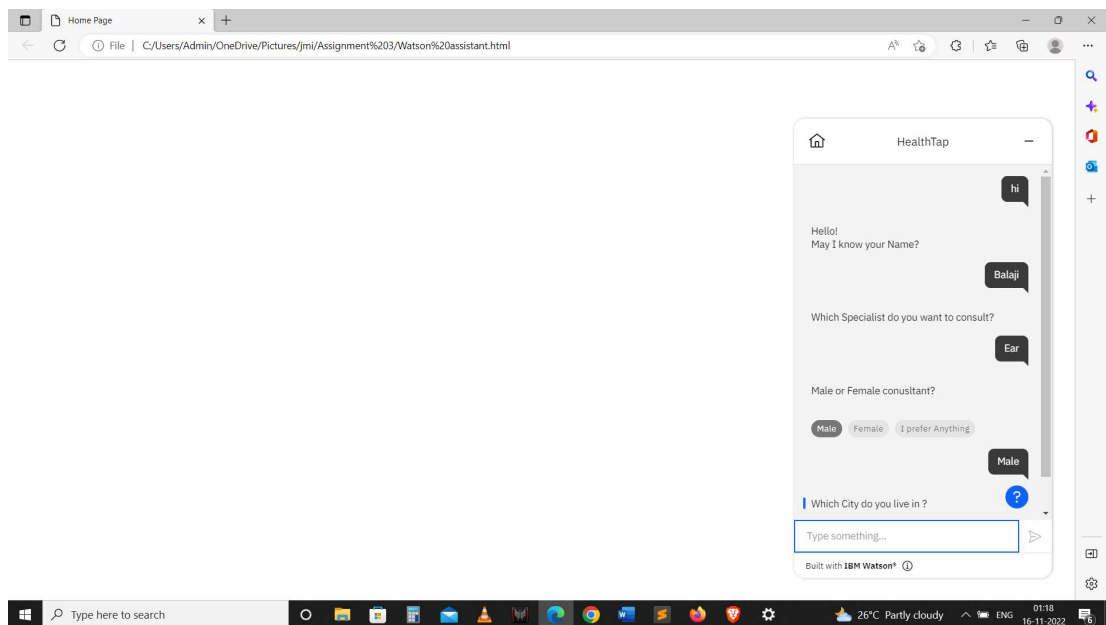 Home Page
File | C:/Users/Admin/OneDrive/Pictures/jmi/Assignment%203/Watson%20assistant.html
HealthTap
hi
Hello!
May I know your Name?
Balaji
Which Specialist do you want to consult?
Ear
Male or Female conusltant?
Male Female I prefer Anything
Male
?
Which City do you live in ?
Type something...
Built with IBM Watson®
Type here to search
26°C Partly cloudy
ENG
01:18
16-11-2022
6